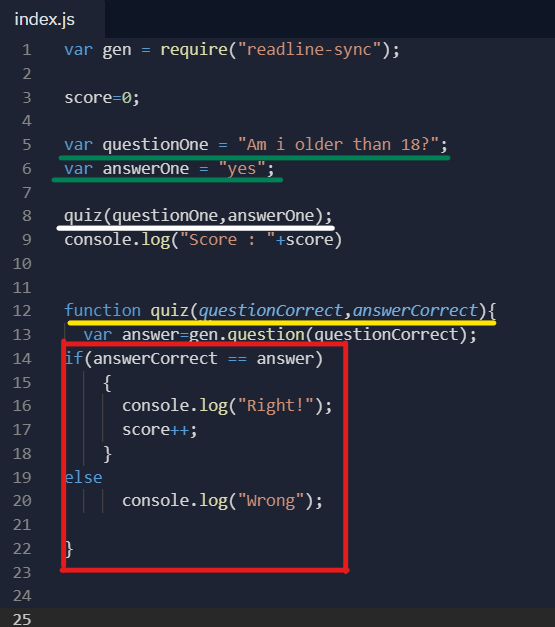 index.js
1 var gen = require("readline-sync");
2
3 score=0;
4
5 var questionOne = "Am i older than 18?";
6 var answerOne = "yes";
7
8 quiz(questionOne,answerOne);
9 console.log("Score : "+score)
10
11
12 function quiz(questionCorrect,answerCorrect){
13 var answer=gen.question(questionCorrect);
14 if(answerCorrect == answer)
15 {
16 console.log("Right!");
17 score++;
18 }
19 else
20 console.log("Wrong");
21
22 }
23
24
25